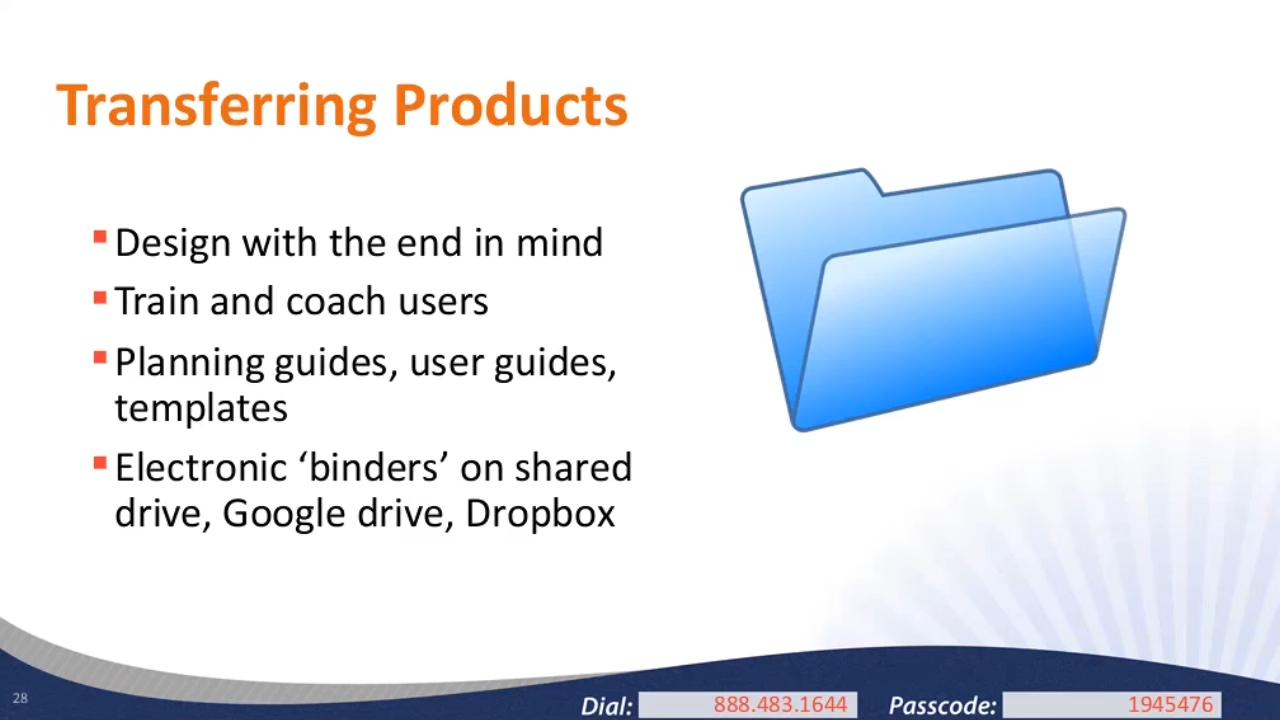 Transferring Products
▪Design with the end in mind
▪Train and coach users
▪Planning guides, user guides,
templates
▪Electronic ‘binders’ on shared
drive, Google drive, Dropbox
28
Dial: 888.483.1644 Passcode: 1945476